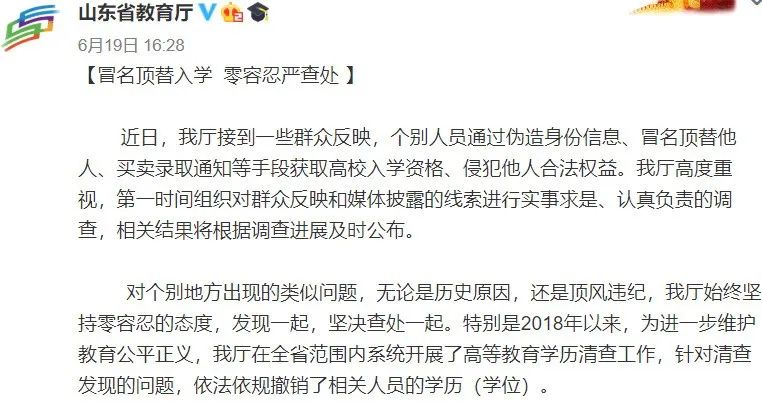 山东省教育厅
6月19日 16:28
【冒名顶替入学 零容忍严查处 】
近日，我厅接到一些群众反映，个别人员通过伪造身份信息、冒名顶替他
人、买卖录取通知等手段获取高校入学资格、侵犯他人合法权益。我厅高度重
视，第一时间组织对群众反映和媒体披露的线索进行实事求是、认真负责的调
查，相关结果将根据调查进展及时公布。
对个别地方出现的类似问题，无论是历史原因，还是顶风违纪，我厅始终坚
持零容忍的态度，发现一起，坚决查处一起。特别是2018年以来，为进一步维护
教育公平正义，我厅在全省范围内系统开展了高等教育学历清查工作，针对清查
发现的问题，依法依规撤销了相关人员的学历（学位）。